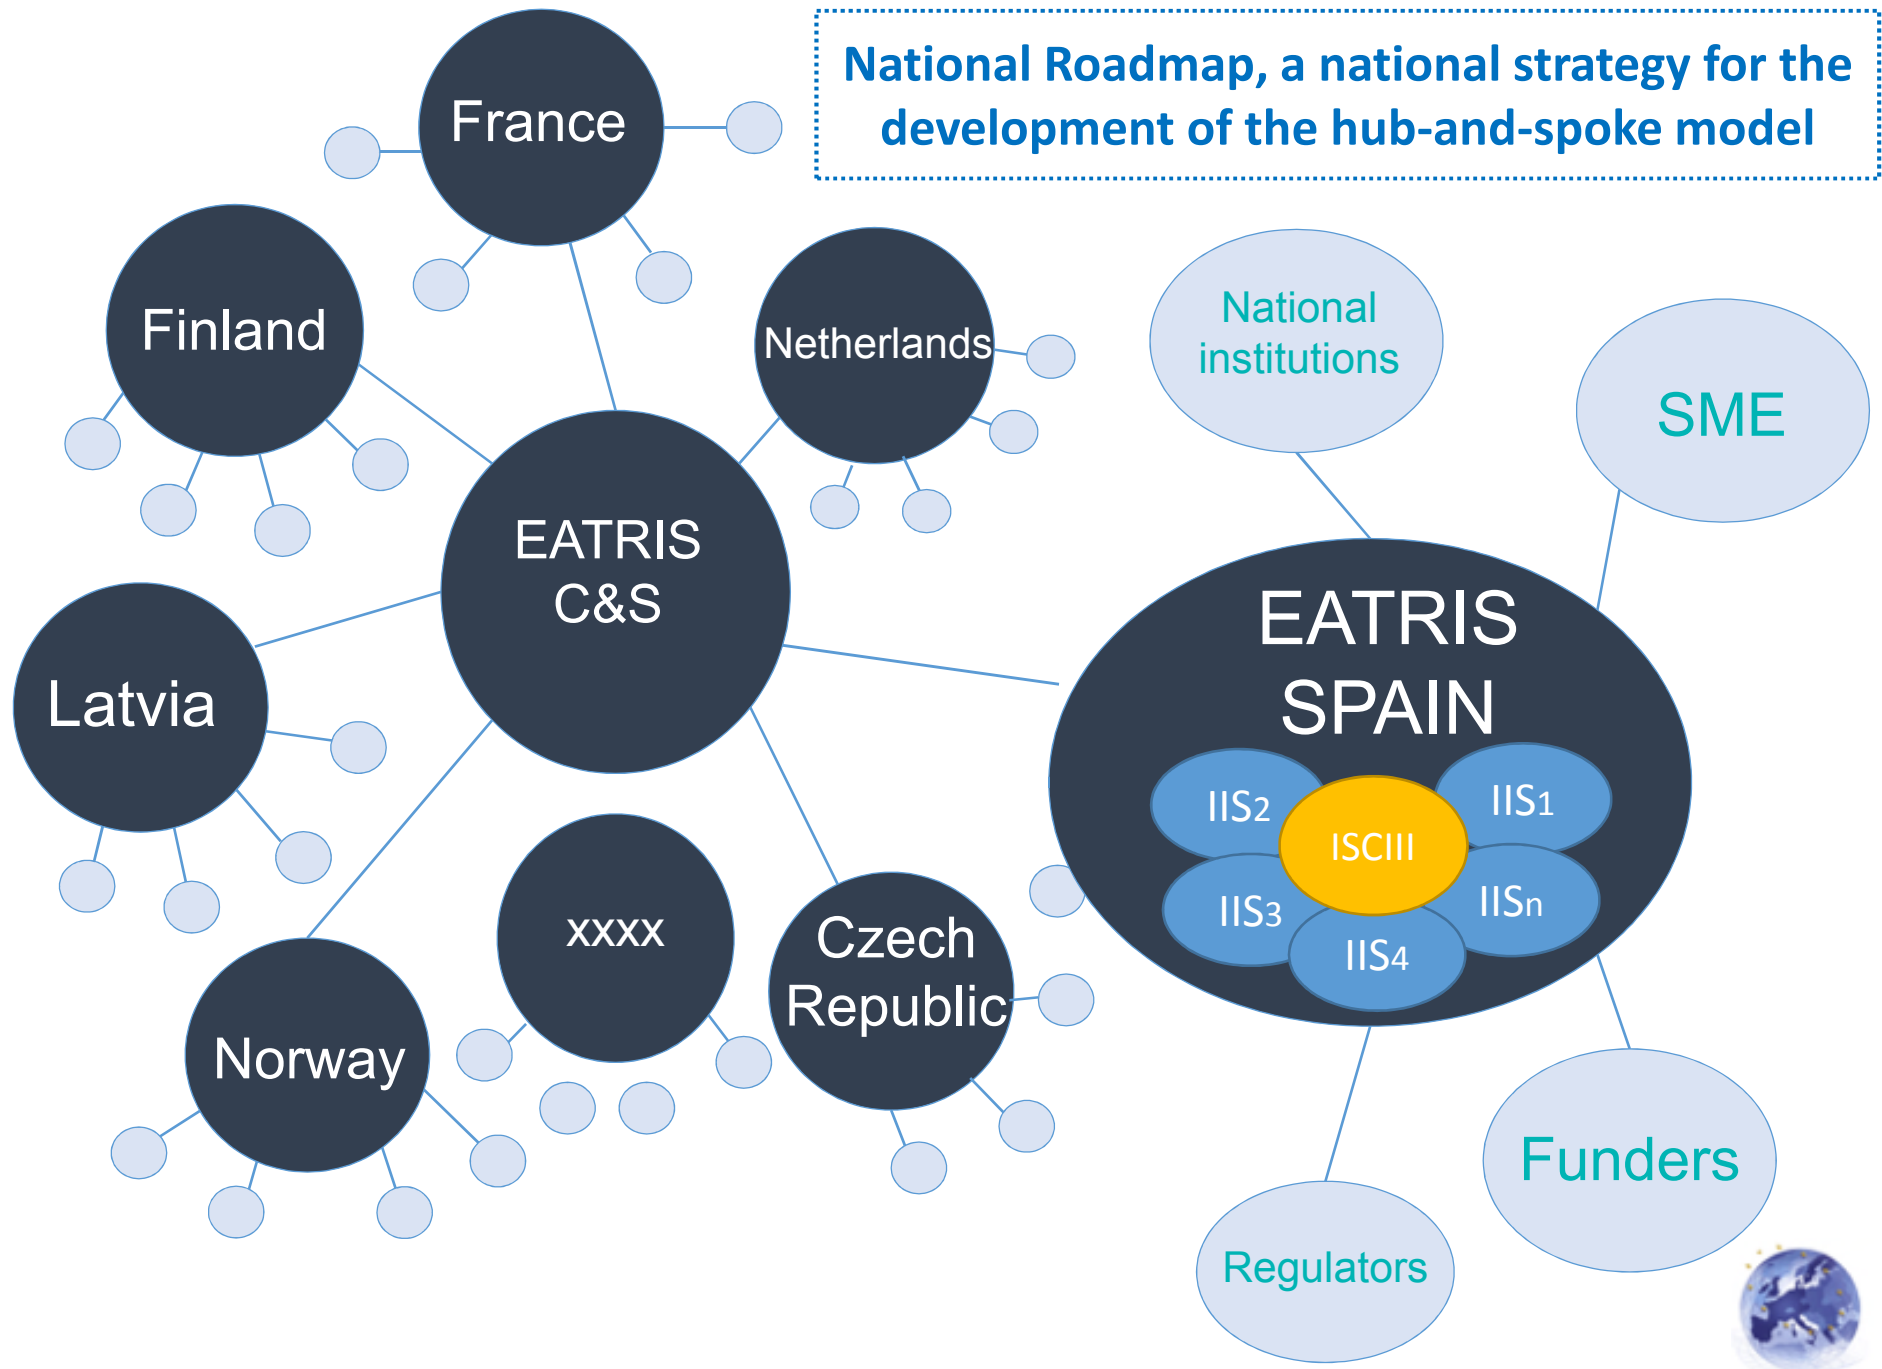 National Roadmap, a national strategy for the
development of the hub-and-spoke model
France
Finland
Netherlands
National
institutions
SME
EATRIS
C&S
EATRIS
SPAIN
Latvia
IIS2
IIS1
ISCIII
IIS3
IISn
IIS4
xxxx
Czech
Republic
Norway
Funders
Regulators